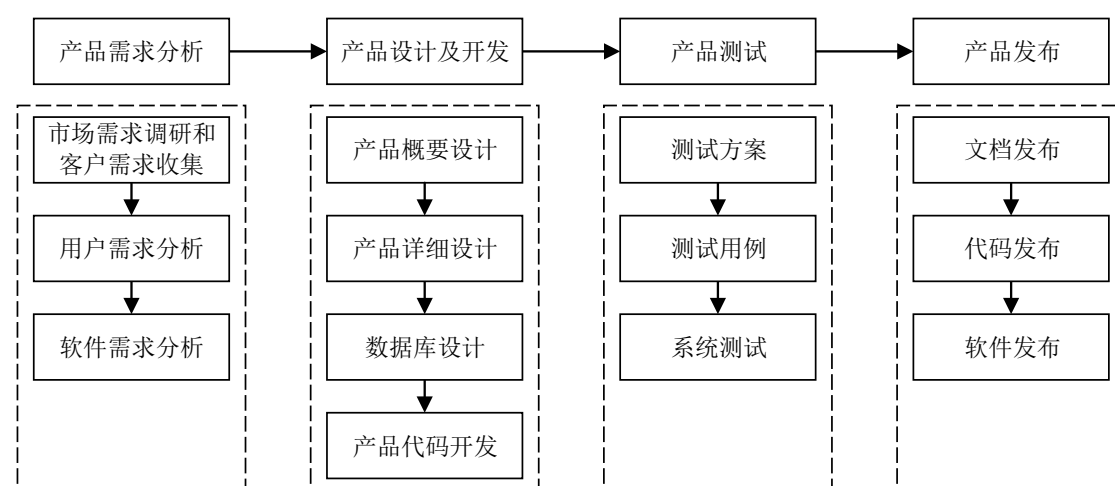 产品需求分析
产品设计及开发
产品测试
产品发布
市场需求调研和
客户需求收集
用户需求分析
软件需求分析
产品概要设计
产品详细设计
数据库设计
产品代码开发
测试方案
测试用例
系统测试
文档发布
代码发布
软件发布